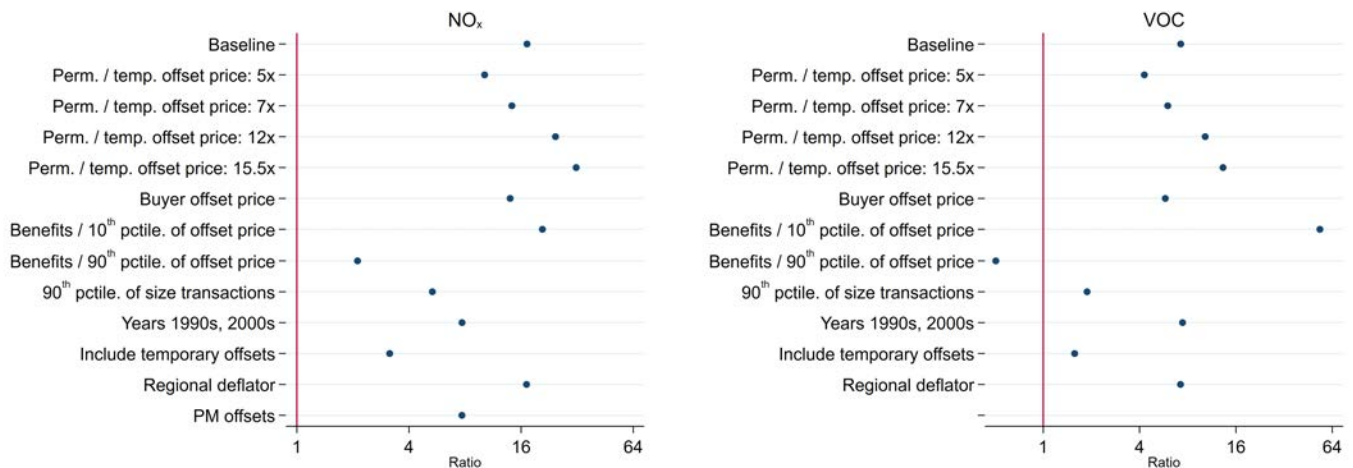 NOₓ
Baseline
Perm. / temp. offset price: 5x
Perm. / temp. offset price: 7x
Perm. / temp. offset price: 12x
Perm. / temp. offset price: 15.5x
Buyer offset price
Benefits / 10th pctile. of offset price
Benefits / 90th pctile. of offset price
90th pctile. of size transactions
Years 1990s, 2000s
Include temporary offsets
Regional deflator
PM offsets
1 4 16 64
Ratio
VOC
Baseline
Perm. / temp. offset price: 5x
Perm. / temp. offset price: 7x
Perm. / temp. offset price: 12x
Perm. / temp. offset price: 15.5x
Buyer offset price
Benefits / 10th pctile. of offset price
Benefits / 90th pctile. of offset price
90th pctile. of size transactions
Years 1990s, 2000s
Include temporary offsets
Regional deflator
1 4 16 64
Ratio